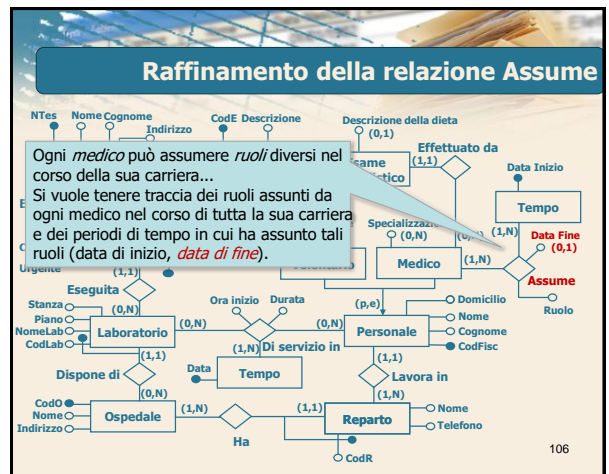 Raffinamento della relazione Assume
NTes Nome Cognome
Indirizzo
CodE Descrizione
Descrizione della dieta
(0,1)
(1,1) Effettuato da
Data Inizio
Tempo
(1,N)
Data Fine
(0,1)
Assume
Ruolo
Ogni medico può assumere ruoli diversi nel
corso della sua carriera...
Si vuole tenere traccia dei ruoli assunti da
ogni medico nel corso di tutta la sua carriera
e dei periodi di tempo in cui ha assunto tali
ruoli (data di inizio, data di fine).
(0,N)
Medico
(1,N)
(1,1)
Eseguita
(0,N)
Stanza
Piano
NomeLab
CodLab
Laboratorio
(0,N)
Ora inizio Durata
(0,N)
(1,N) Di servizio in
(p,e)
Personale
Domicilio
Nome
Cognome
CodFisc
(1,1)
Dispone di
(0,N)
Data
Tempo
(1,1)
Lavora in
(1,N)
CodO
Nome
Indirizzo
Ospedale
(1,N)
Ha
(1,1)
Reparto
Nome
Telefono
CodR
106